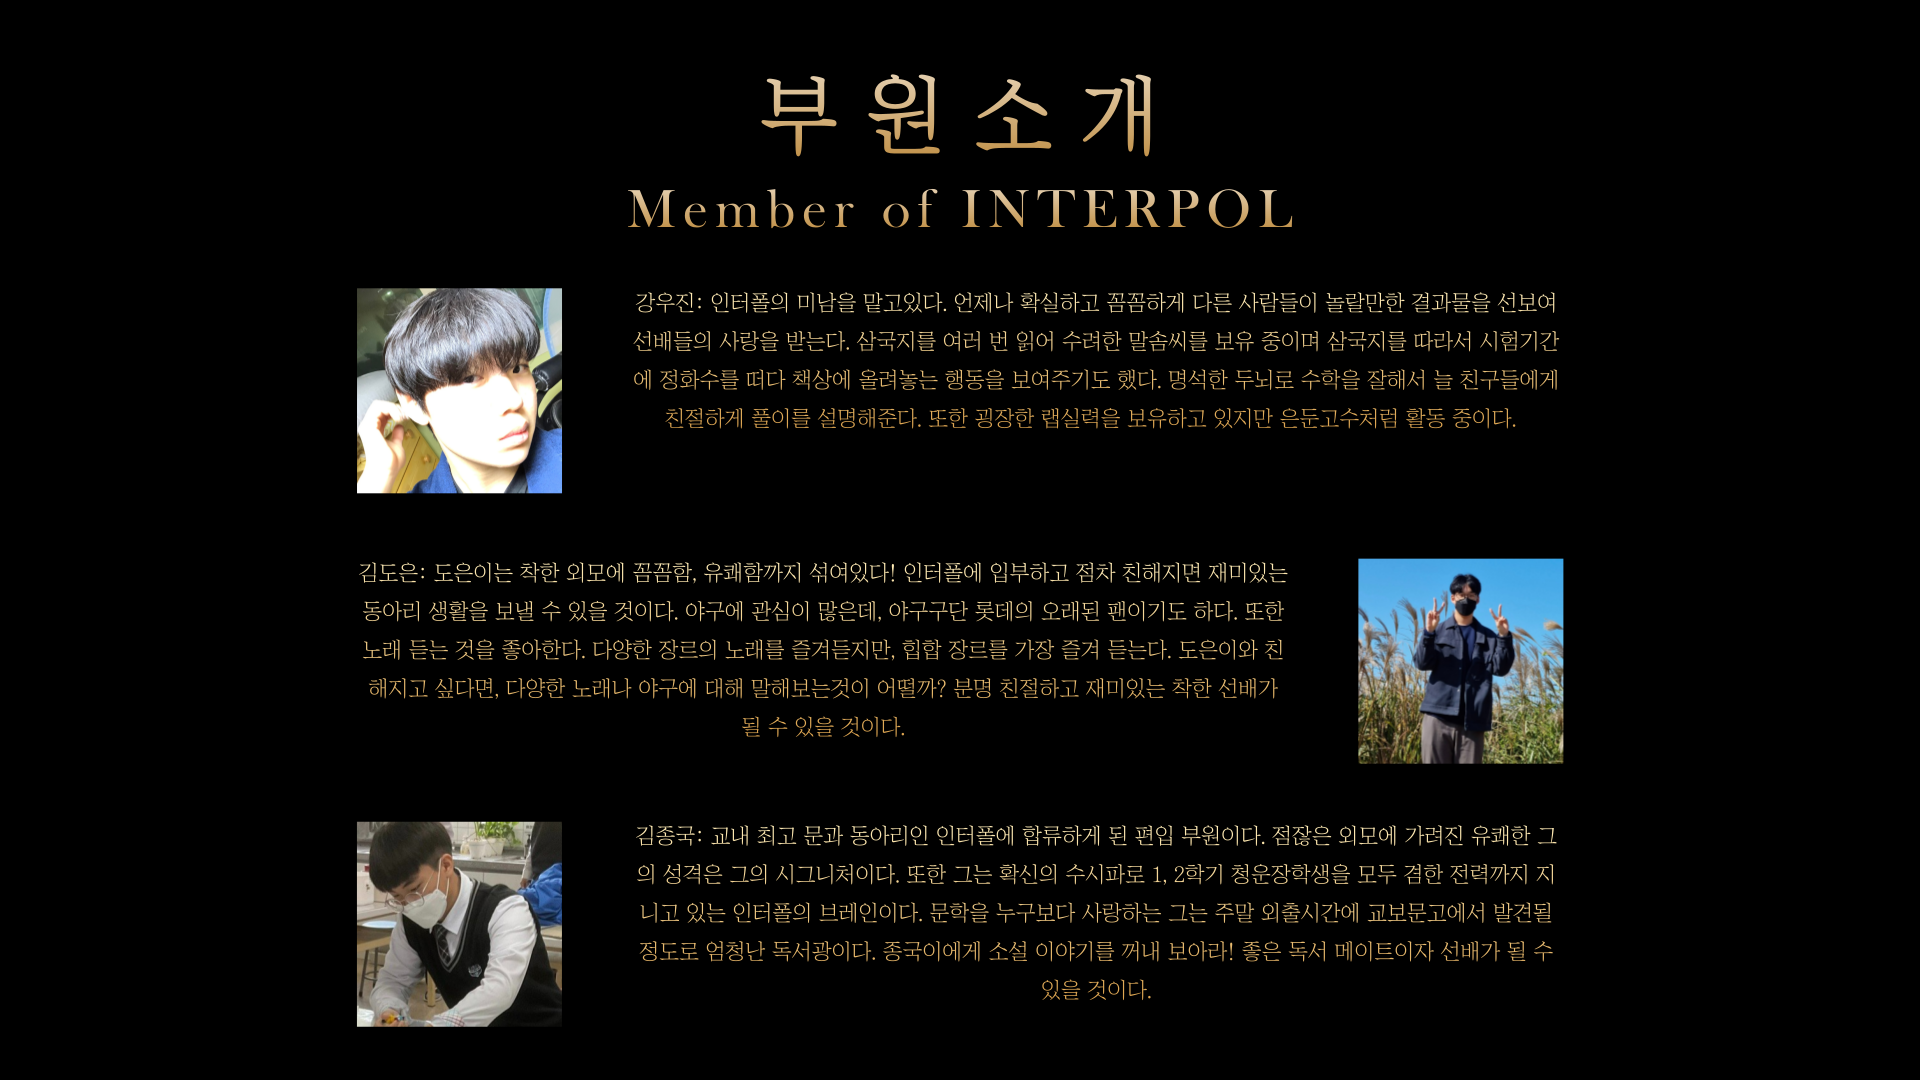 부원소개
Member of INTERPOL
강우진: 인터폴의 미남을 맡고있다. 언제나 확실하고 꼼꼼하게 다른 사람들이 놀랄만한 결과물을 선보여
선배들의 사랑을 받는다. 삼국지를 여러 번 읽어 수려한 말솜씨를 보유 중이며 삼국지를 따라서 시험기간
에 정화수를 떠다 책상에 올려놓는 행동을 보여주기도 했다. 명석한 두뇌로 수학을 잘해서 늘 친구들에게
친절하게 풀이를 설명해준다. 또한 굉장한 랩실력을 보유하고 있지만 은둔고수처럼 활동 중이다.
김도은: 도은이는 착한 외모에 꼼꼼함, 유쾌함까지 섞여있다! 인터폴에 입부하고 점차 친해지면 재미있는
동아리 생활을 보낼 수 있을 것이다. 야구에 관심이 많은데, 야구구단 롯데의 오래된 팬이기도 하다. 또한
노래 듣는 것을 좋아한다. 다양한 장르의 노래를 즐겨듣지만, 힙합 장르를 가장 즐겨 듣는다. 도은이와 친
해지고 싶다면, 다양한 노래나 야구에 대해 말해보는것이 어떨까? 분명 친절하고 재미있는 착한 선배가
될 수 있을 것이다.
김종국: 교내 최고 문과 동아리인 인터폴에 합류하게 된 편입 부원이다. 점잖은 외모에 가려진 유쾌한 그
의 성격은 그의 시그니처이다. 또한 그는 확신의 수시파로 1, 2학기 청운장학생을 모두 겸한 전력까지 지
니고 있는 인터폴의 브레인이다. 문학을 누구보다 사랑하는 그는 주말 외출시간에 교보문고에서 발견될
정도로 엄청난 독서광이다. 종국이에게 소설 이야기를 꺼내 보아라! 좋은 독서 메이트이자 선배가 될 수
있을 것이다.